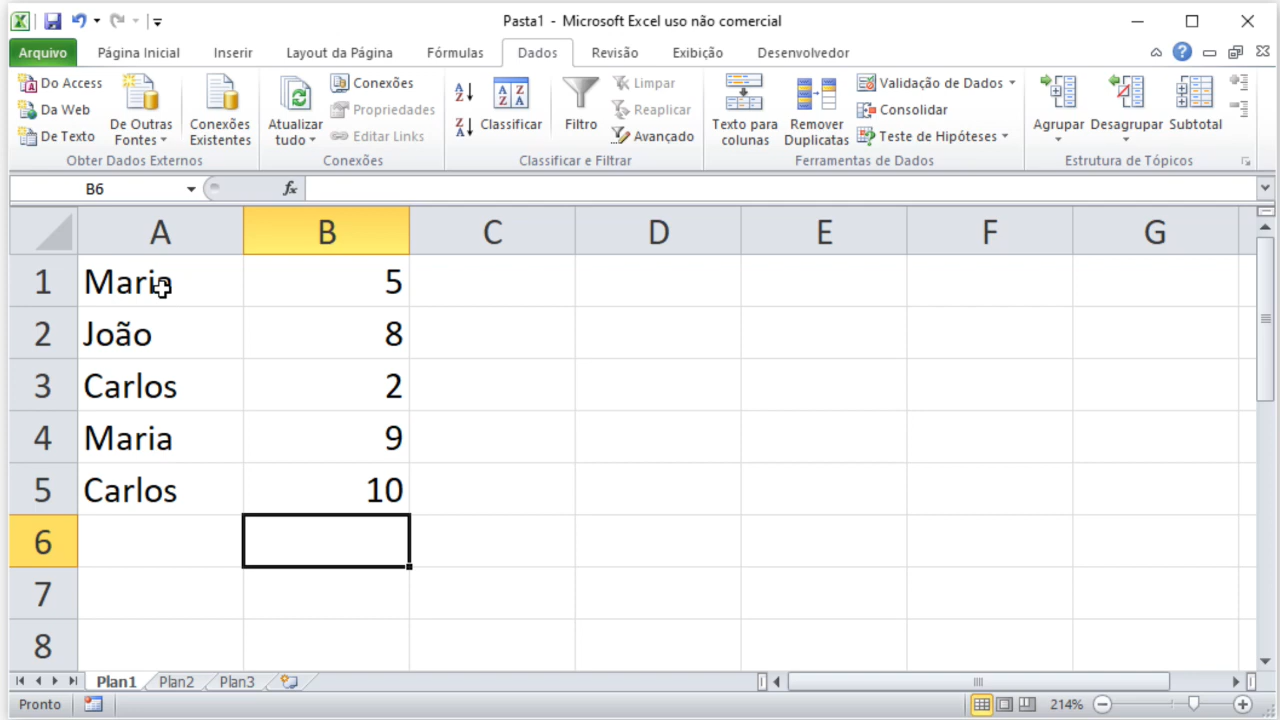 Pasta1 - Microsoft Excel uso não comercial
Arquivo Página Inicial Inserir Layout da Página Fórmulas Dados Revisão Exibição Desenvolvedor
Do Access
Da Web
De Texto
De Outras Fontes
Conexões Existentes
Obter Dados Externos
Atualizar tudo
Conexões
Propriedades
Editar Links
Conexões
Classificar
Filtro
Limpar
Reaplicar
Avançado
Classificar e Filtrar
Texto para colunas
Remover Duplicatas
Validação de Dados
Consolidar
Teste de Hipóteses
Ferramentas de Dados
Agrupar
Desagrupar
Subtotal
Estrutura de Tópicos
B6 fx
A B C D E F G
1 Maria 5
2 João 8
3 Carlos 2
4 Maria 9
5 Carlos 10
6
7
8
Plan1 Plan2 Plan3
Pronto 214%